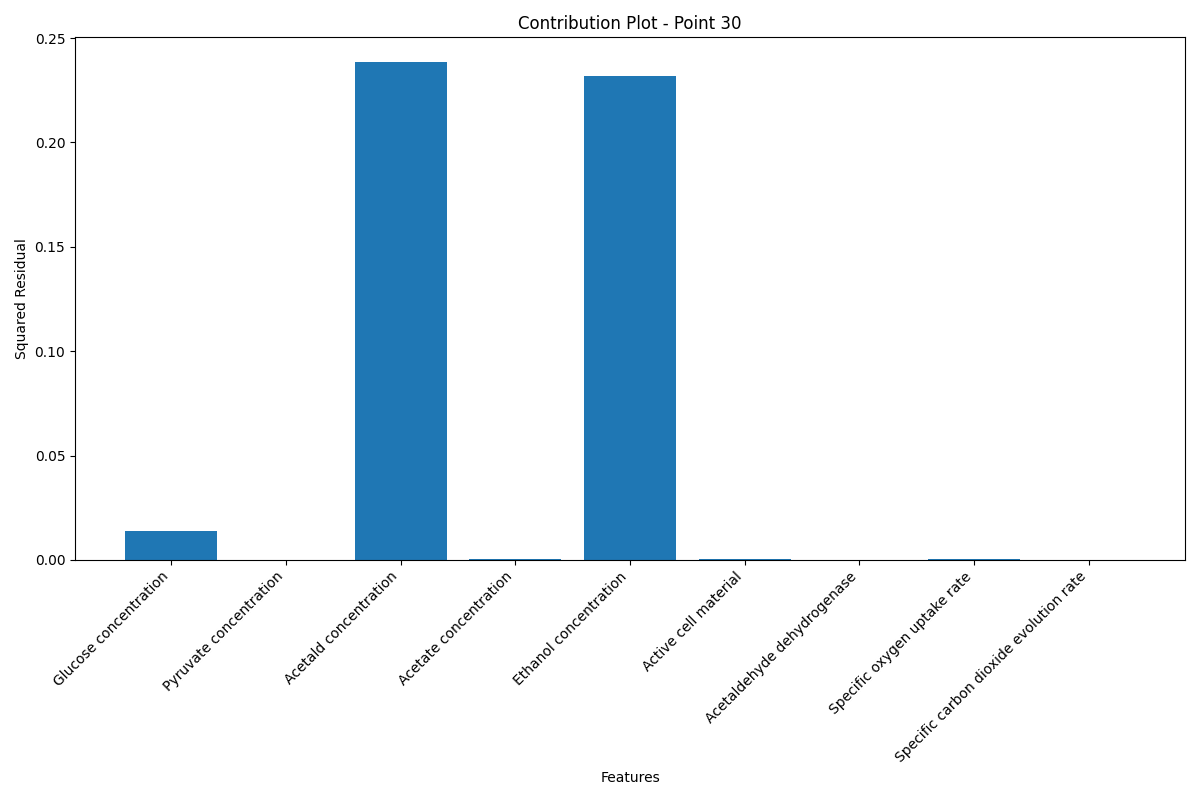 Contribution Plot - Point 30
0.25
0.20
0.15
0.10
0.05
0.00
Squared Residual
Glucose concentration
Pyruvate concentration
Acetald concentration
Acetate concentration
Ethanol concentration
Active cell material
Acetaldehyde dehydrogenase
Specific oxygen uptake rate
Specific carbon dioxide evolution rate
Features